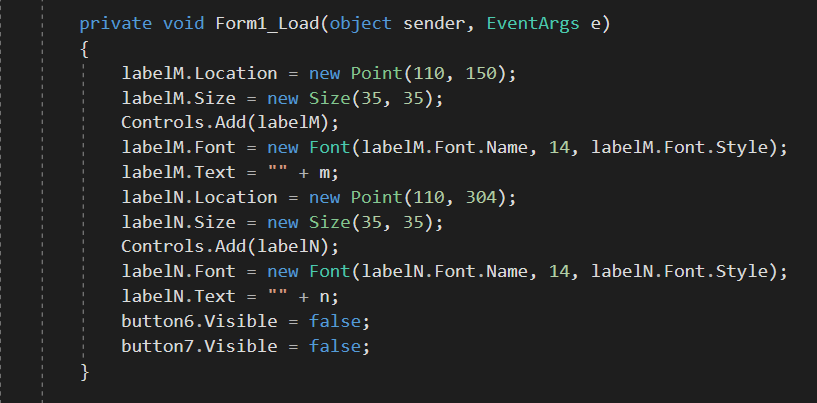 private void Form1_Load(object sender, EventArgs e)
{
labelM.Location = new Point(110, 150);
labelM.Size = new Size(35, 35);
Controls.Add(labelM);
labelM.Font = new Font(labelM.Font.Name, 14, labelM.Font.Style);
labelM.Text = "" + m;
labelN.Location = new Point(110, 304);
labelN.Size = new Size(35, 35);
Controls.Add(labelN);
labelN.Font = new Font(labelN.Font.Name, 14, labelN.Font.Style);
labelN.Text = "" + n;
button6.Visible = false;
button7.Visible = false;
}